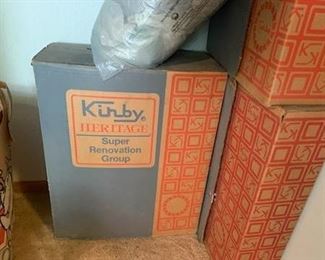 Kirby
HERITAGE
Super
Renovation
Group